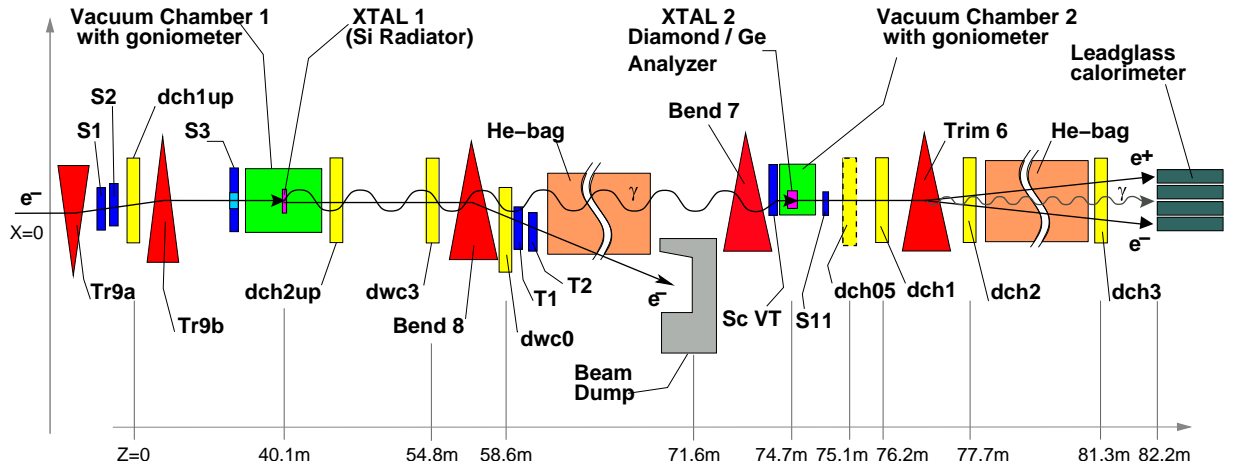 Vacuum Chamber 1
with goniometer
XTAL 1
(Si Radiator)
XTAL 2
Diamond / Ge
Analyzer
Vacuum Chamber 2
with goniometer
Leadglass
calorimeter
S1
S2
dch1up
S3
He−bag
Bend 7
Trim 6
He−bag
e−
X=0
γ
e+
γ
e−
Tr9a
Tr9b
dch2up
dwc3
Bend 8
dwc0
T1
T2
e−
Sc VT
S11
dch05
dch1
dch2
dch3
Beam
Dump
Z=0
40.1m
54.8m
58.6m
71.6m
74.7m
75.1m
76.2m
77.7m
81.3m
82.2m